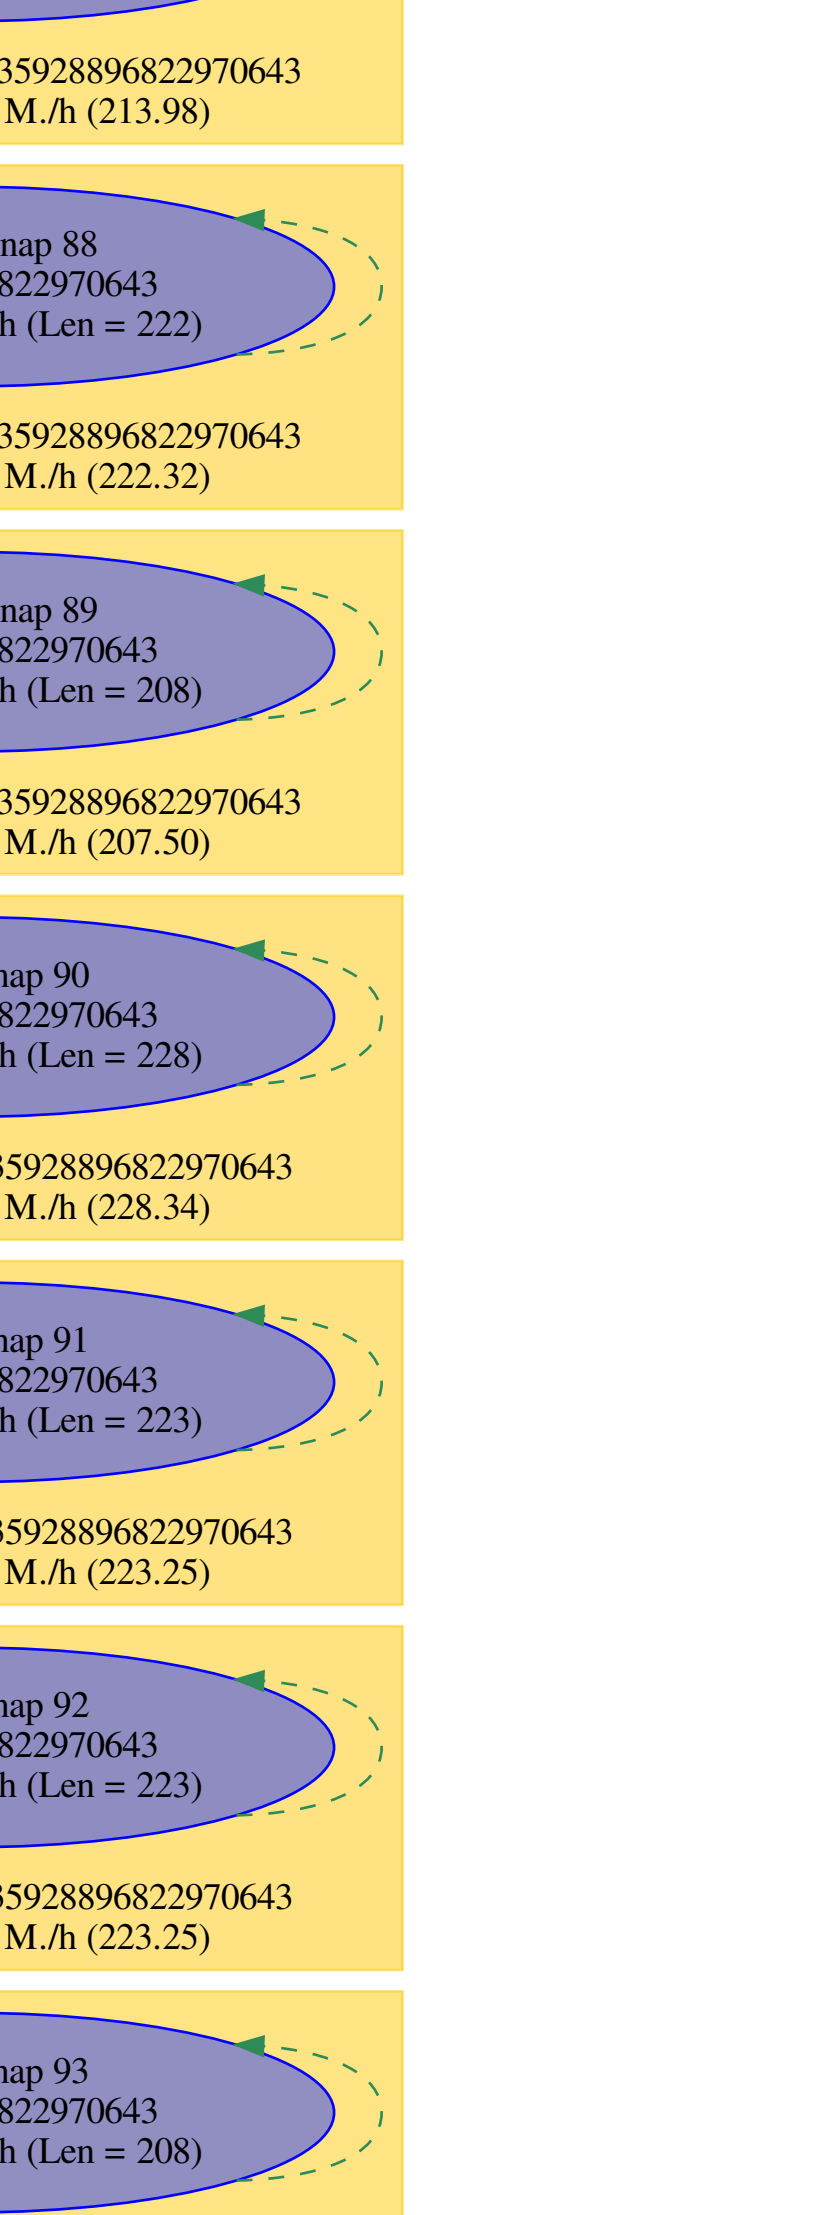 35928896822970643
M./h (213.98)
nap 88
822970643
h (Len = 222)
35928896822970643
M./h (222.32)
nap 89
822970643
h (Len = 208)
35928896822970643
M./h (207.50)
nap 90
822970643
h (Len = 228)
35928896822970643
M./h (228.34)
nap 91
822970643
h (Len = 223)
35928896822970643
M./h (223.25)
nap 92
822970643
h (Len = 223)
35928896822970643
M./h (223.25)
nap 93
822970643
h (Len = 208)